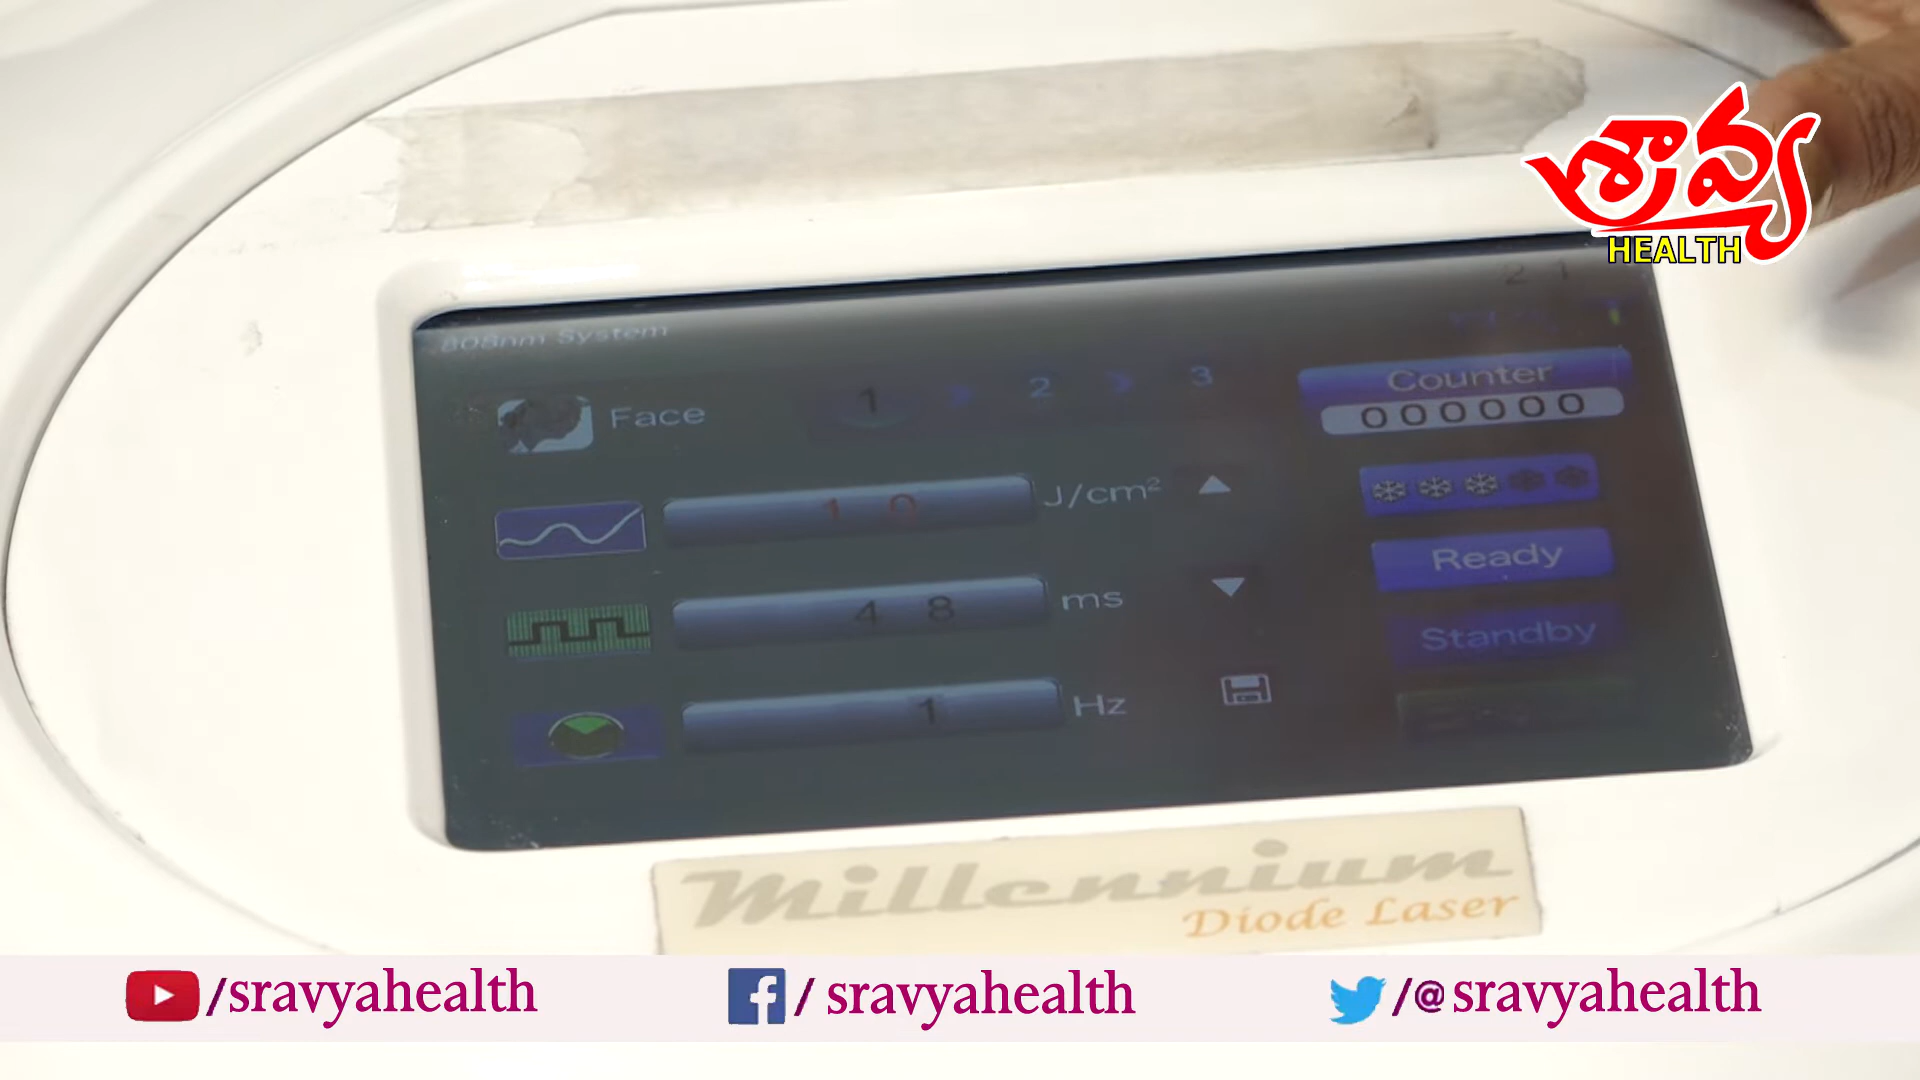 శ్రావ్య
HEALTH
21
808nm System
Face
1
2
3
Counter
000000
10
J/cm²
48
ms
1
Hz
Ready
Standby
Millennium
Diode Laser
/sravyahealth
/ sravyahealth
/@sravyahealth